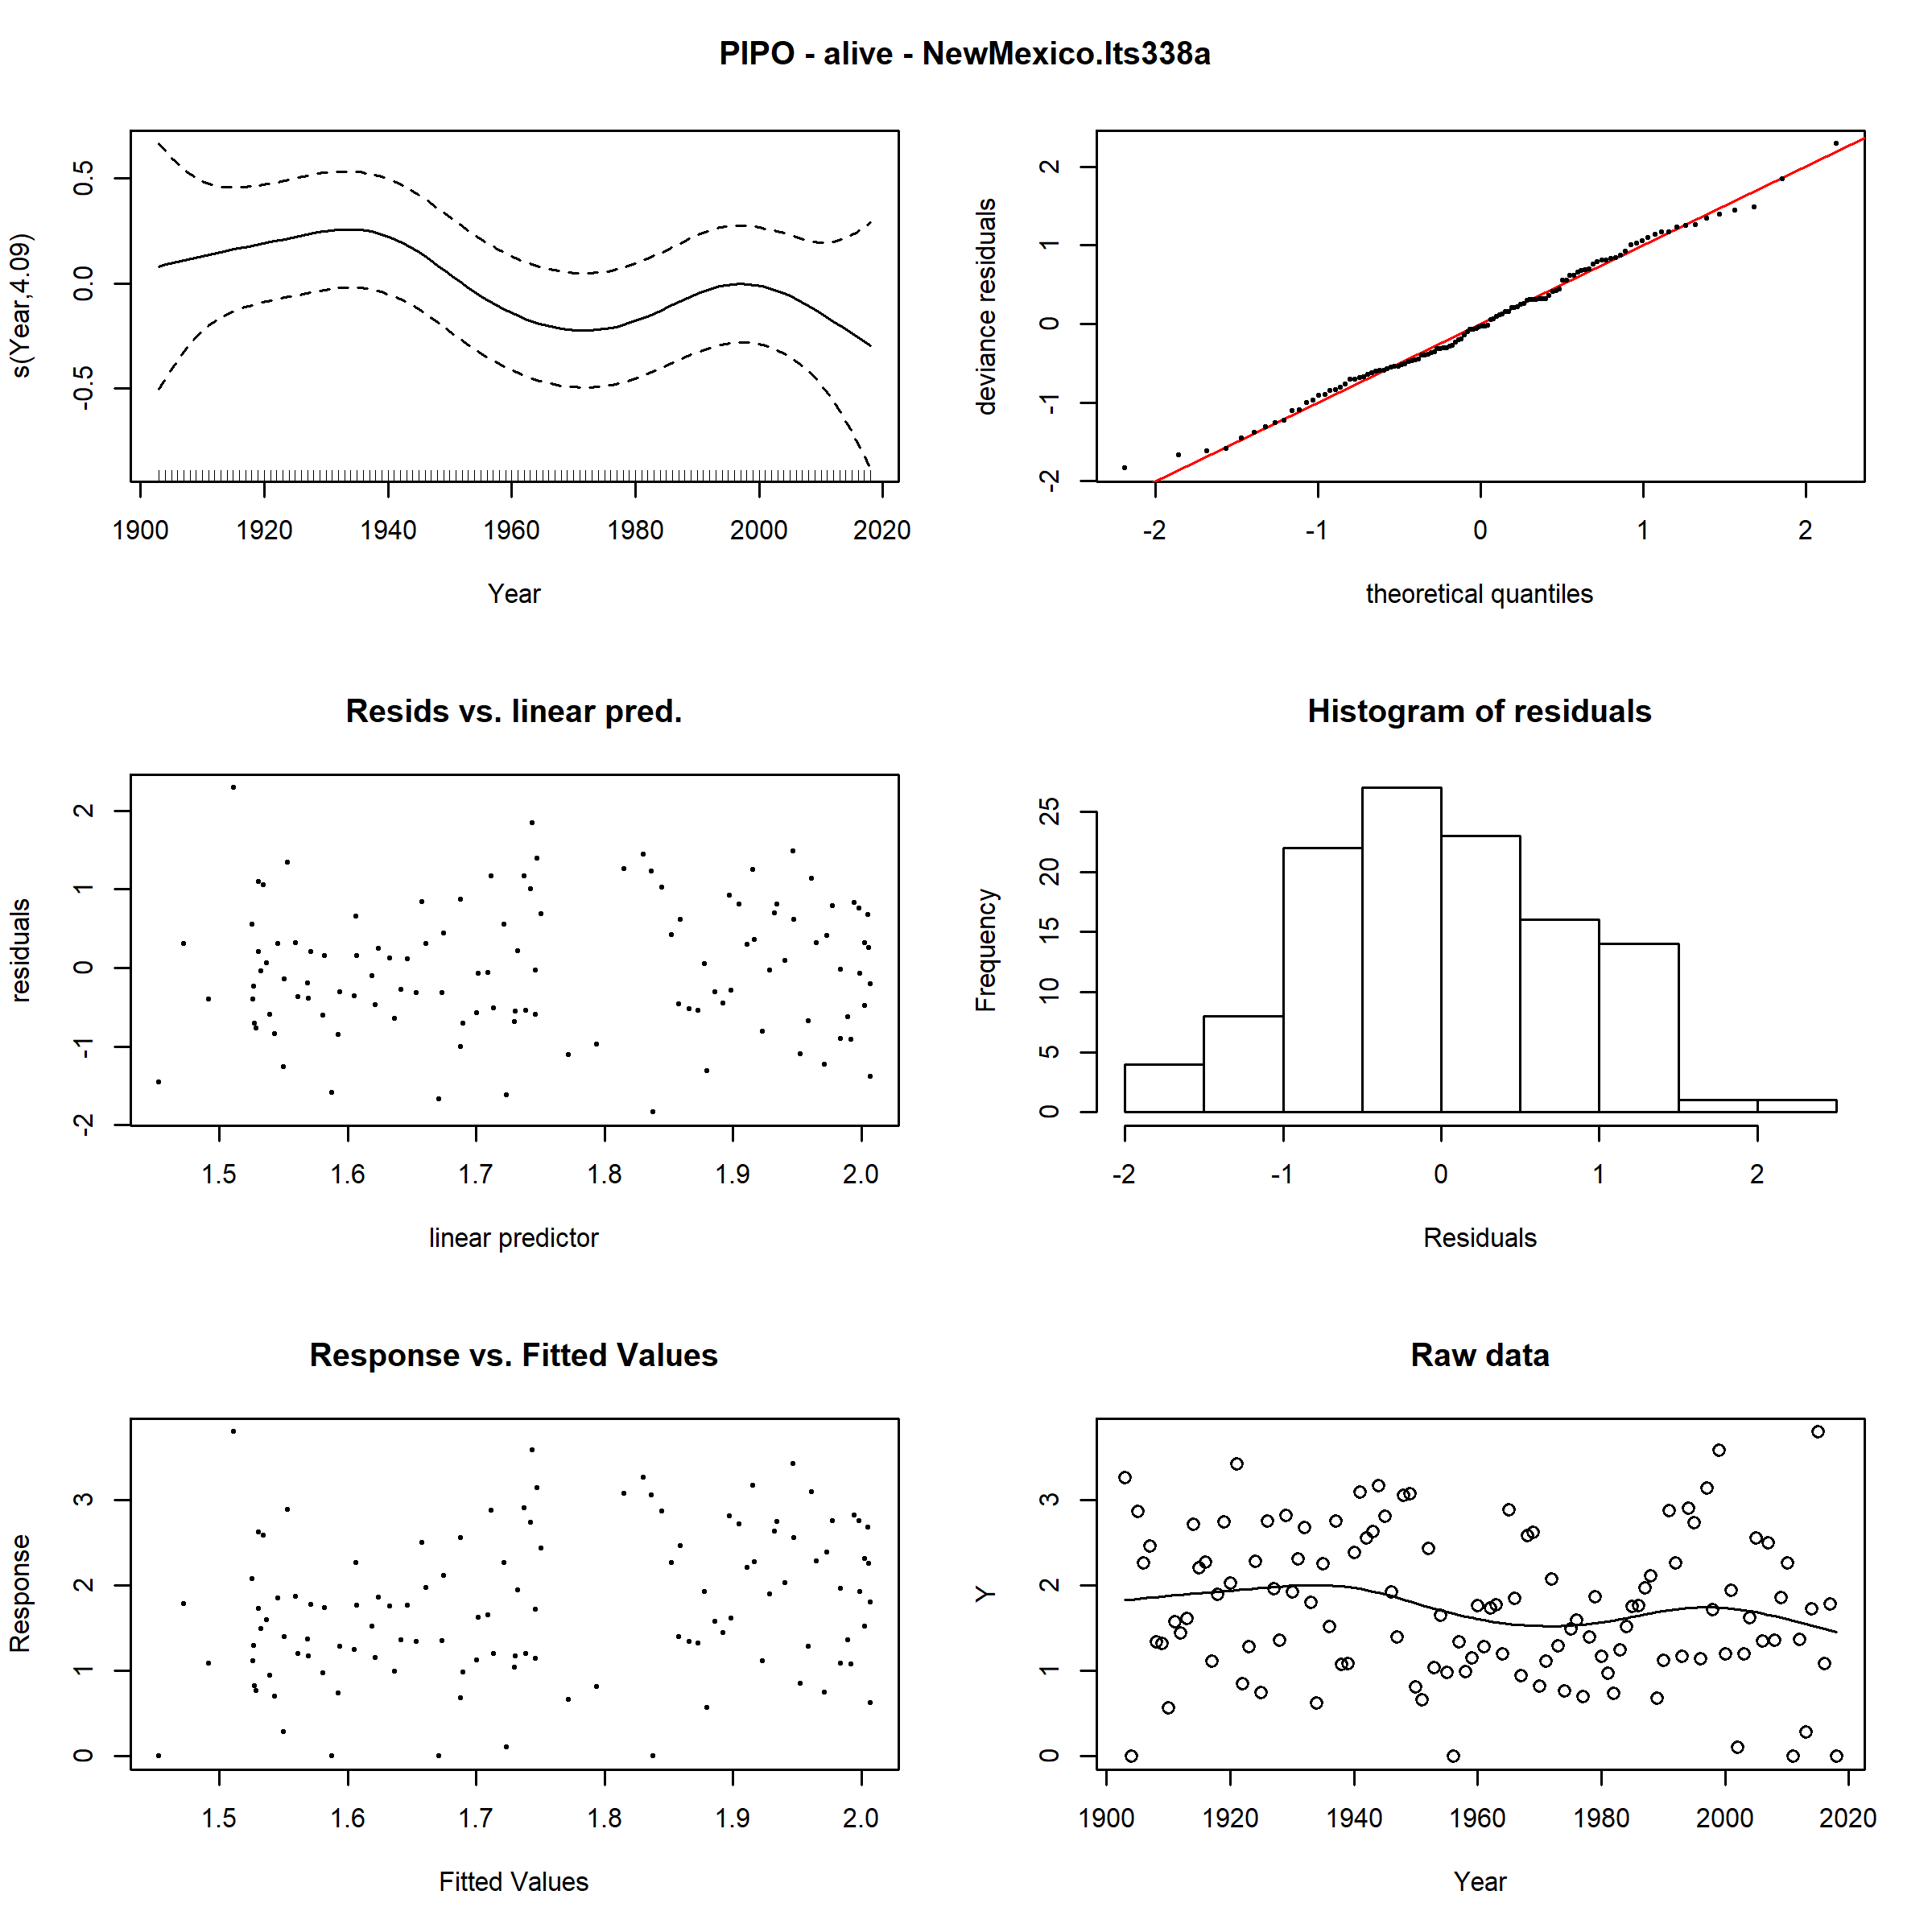 PIPO - alive - NewMexico.lts338a
s(Year,4.09)
-0.5 0.0 0.5
1900 1920 1940 1960 1980 2000 2020
Year
deviance residuals
-2 -1 0 1 2
-2 -1 0 1 2
theoretical quantiles
Resids vs. linear pred.
residuals
-2 -1 0 1 2
1.5 1.6 1.7 1.8 1.9 2.0
linear predictor
Histogram of residuals
Frequency
0 5 10 15 20 25
-2 -1 0 1 2
Residuals
Response vs. Fitted Values
Response
0 1 2 3
1.5 1.6 1.7 1.8 1.9 2.0
Fitted Values
Raw data
Y
0 1 2 3
1900 1920 1940 1960 1980 2000 2020
Year